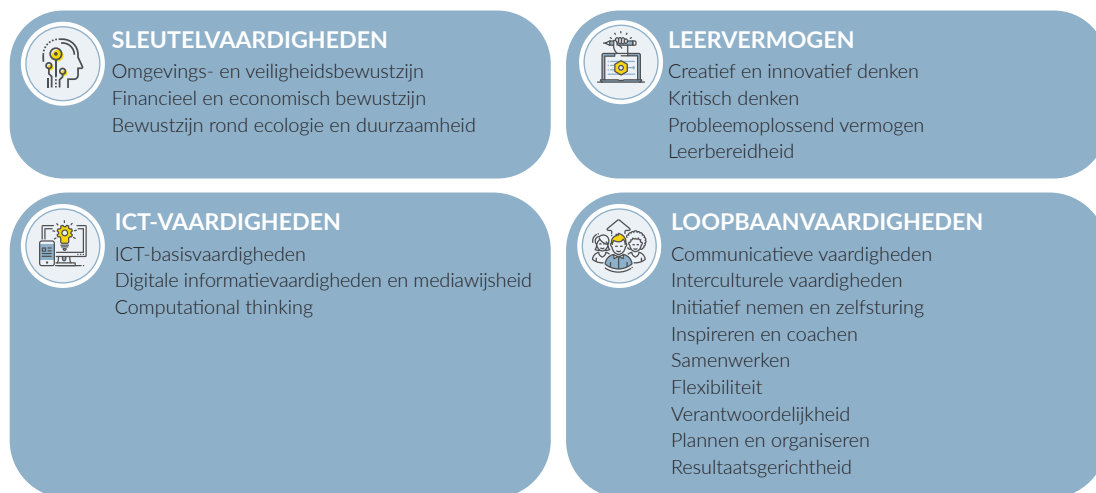 SLEUTELVAARDIGHEDEN
Omgevings- en veiligheidsbewustzijn
Financieel en economisch bewustzijn
Bewustzijn rond ecologie en duurzaamheid
LEERVERMOGEN
Creatief en innovatief denken
Kritisch denken
Probleemoplossend vermogen
Leerbereidheid
ICT-VAARDIGHEDEN
ICT-basisvaardigheden
Digitale informatievaardigheden en mediawijsheid
Computational thinking
LOOPBAANVAARDIGHEDEN
Communicatieve vaardigheden
Interculturele vaardigheden
Initiatief nemen en zelfsturing
Inspireren en coachen
Samenwerken
Flexibiliteit
Verantwoordelijkheid
Plannen en organiseren
Resultaatsgerichtheid